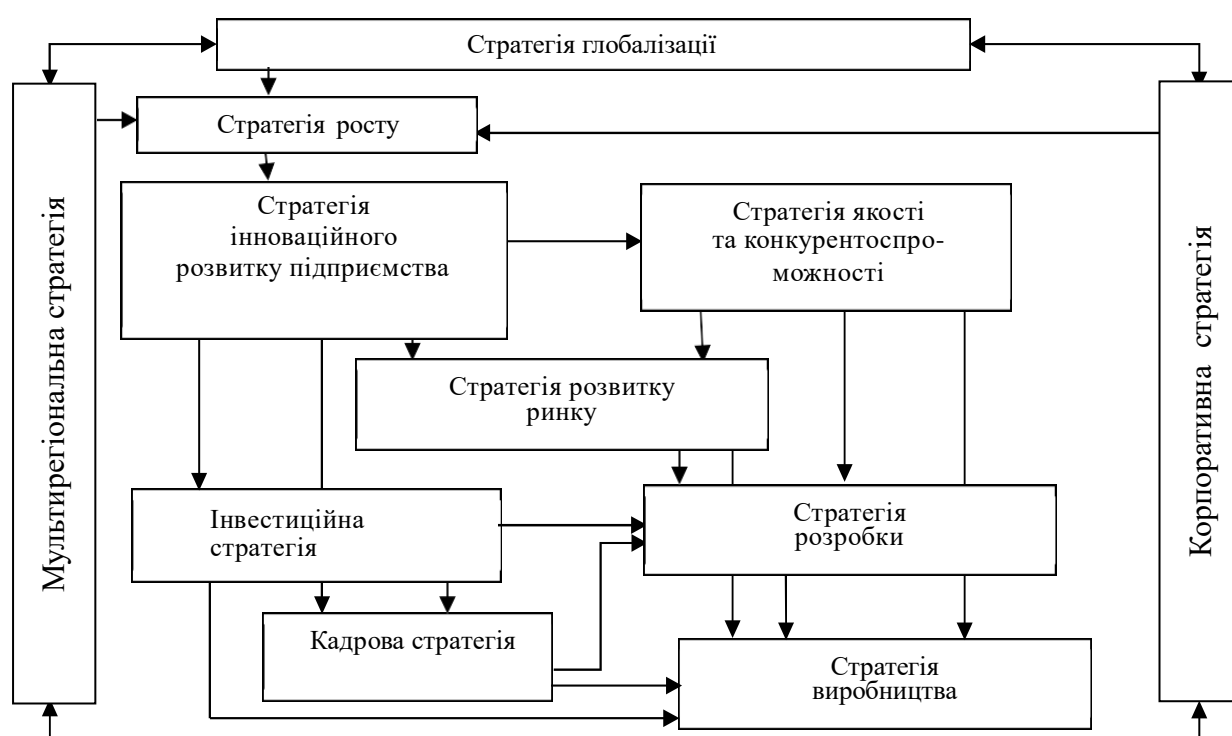 Стратегія глобалізації
Стратегія росту
Мультирегіональна стратегія
Корпоративна стратегія
Стратегія
інноваційного
розвитку підприємства
Стратегія якості
та конкурентоспро-
можності
Стратегія розвитку
ринку
Інвестиційна
стратегія
Стратегія
розробки
Кадрова стратегія
Стратегія
виробництва